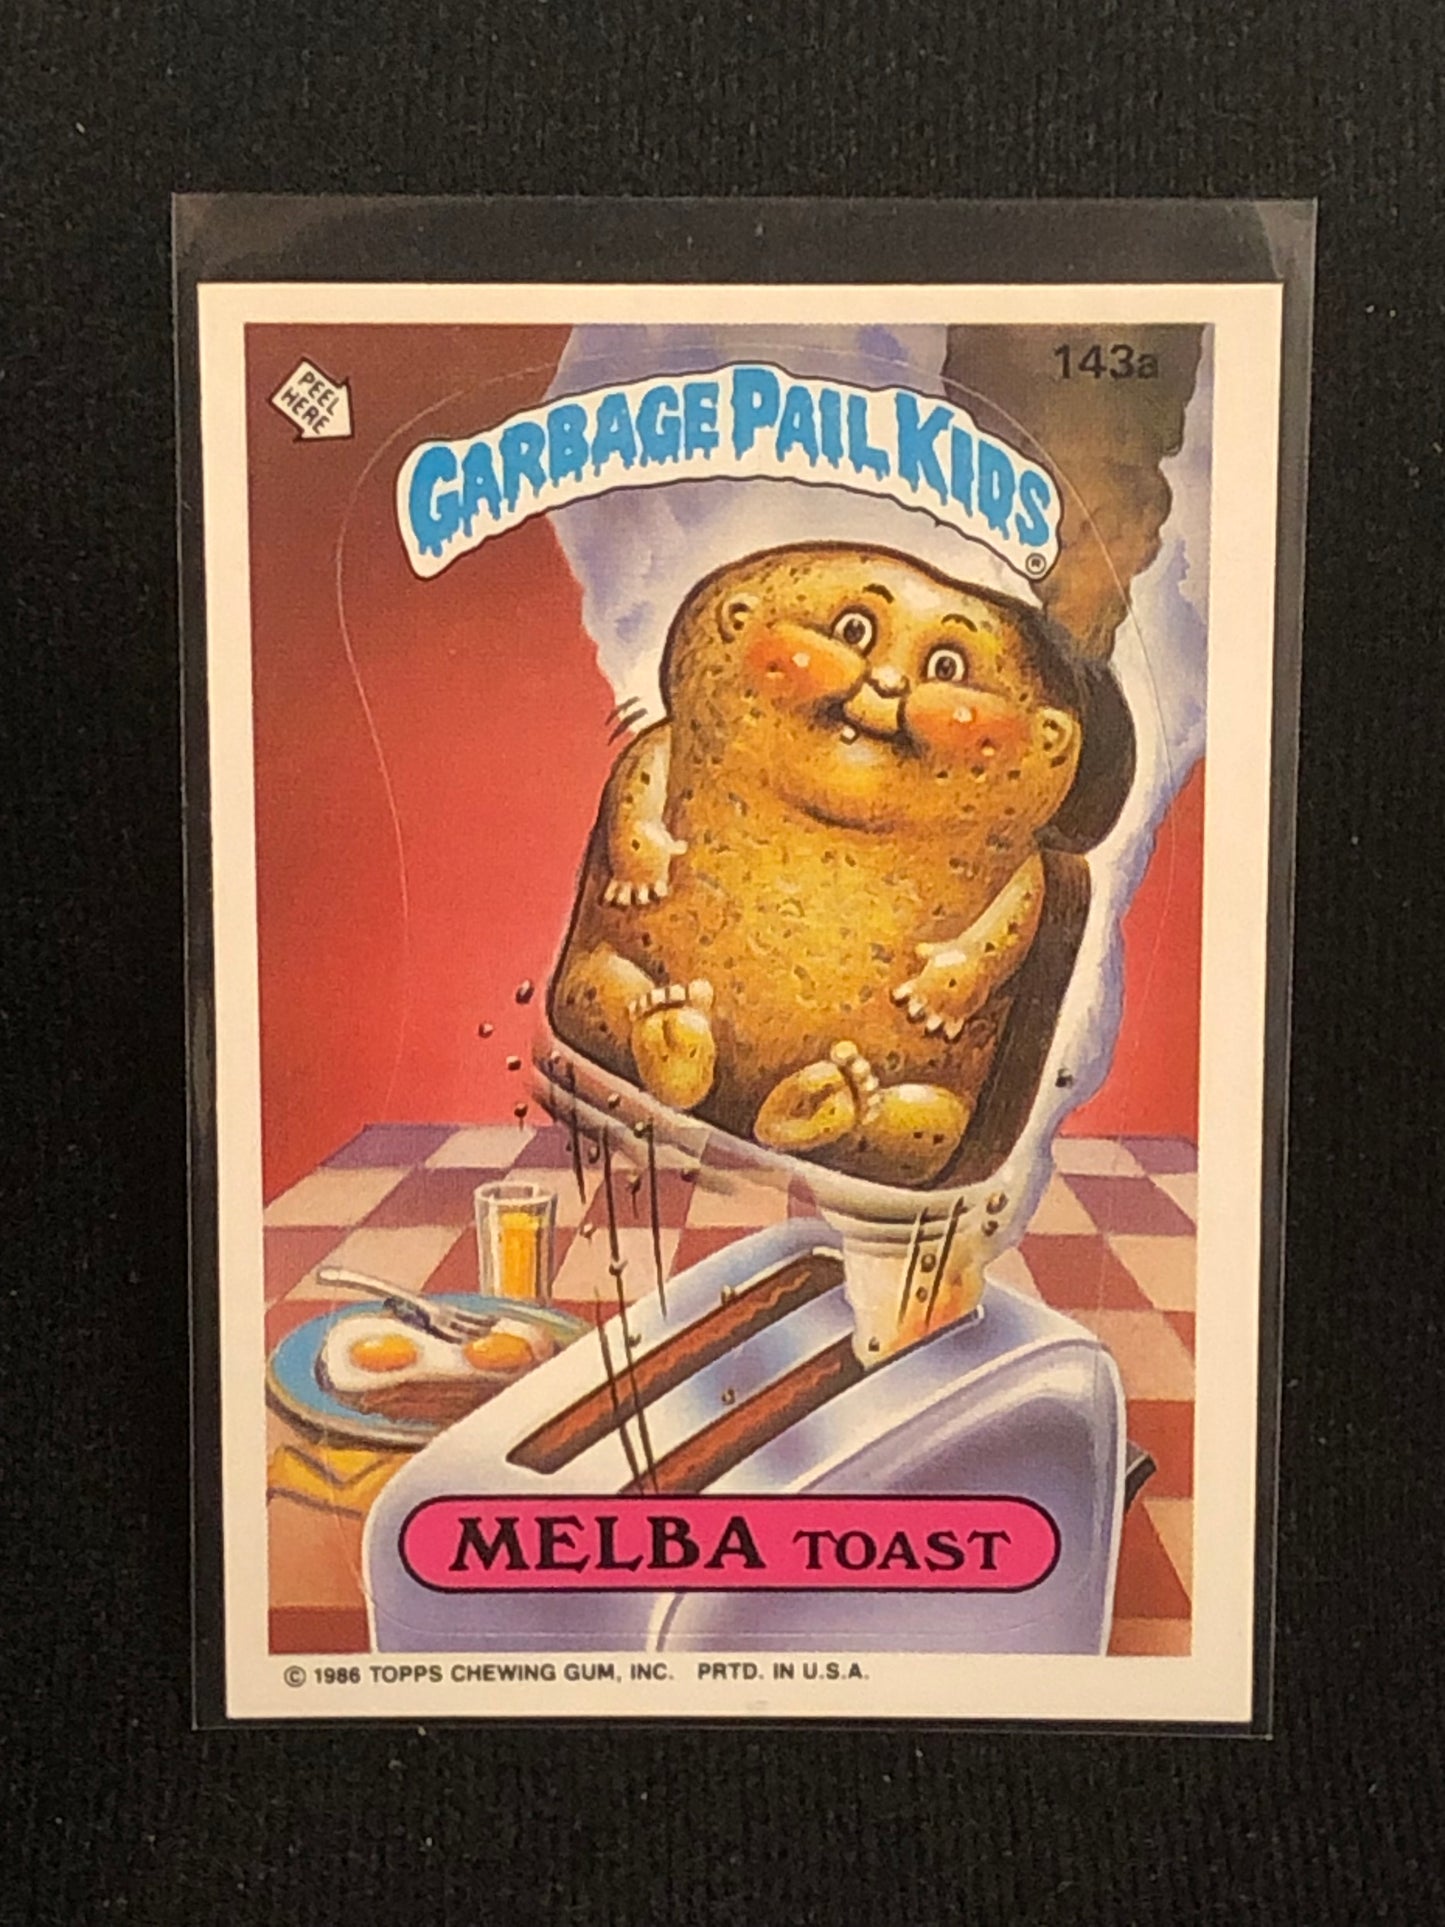 PEEL
HERE
143a
GARBAGE PAIL KIDS
®
MELBA TOAST
© 1986 TOPPS CHEWING GUM, INC. PRTD. IN U.S.A.